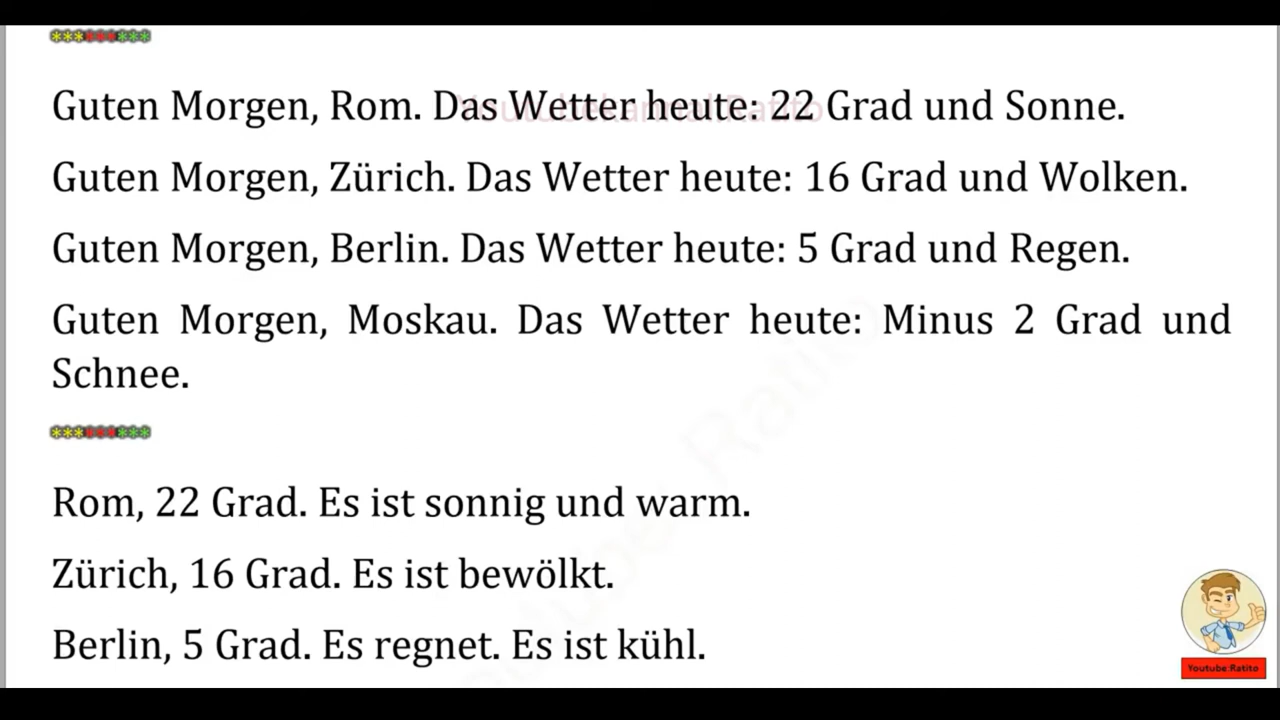 *********
Guten Morgen, Rom. Das Wetter heute: 22 Grad und Sonne.
Guten Morgen, Zürich. Das Wetter heute: 16 Grad und Wolken.
Guten Morgen, Berlin. Das Wetter heute: 5 Grad und Regen.
Guten Morgen, Moskau. Das Wetter heute: Minus 2 Grad und
Schnee.
*********
Rom, 22 Grad. Es ist sonnig und warm.
Zürich, 16 Grad. Es ist bewölkt.
Berlin, 5 Grad. Es regnet. Es ist kühl.
Youtube:Ratito